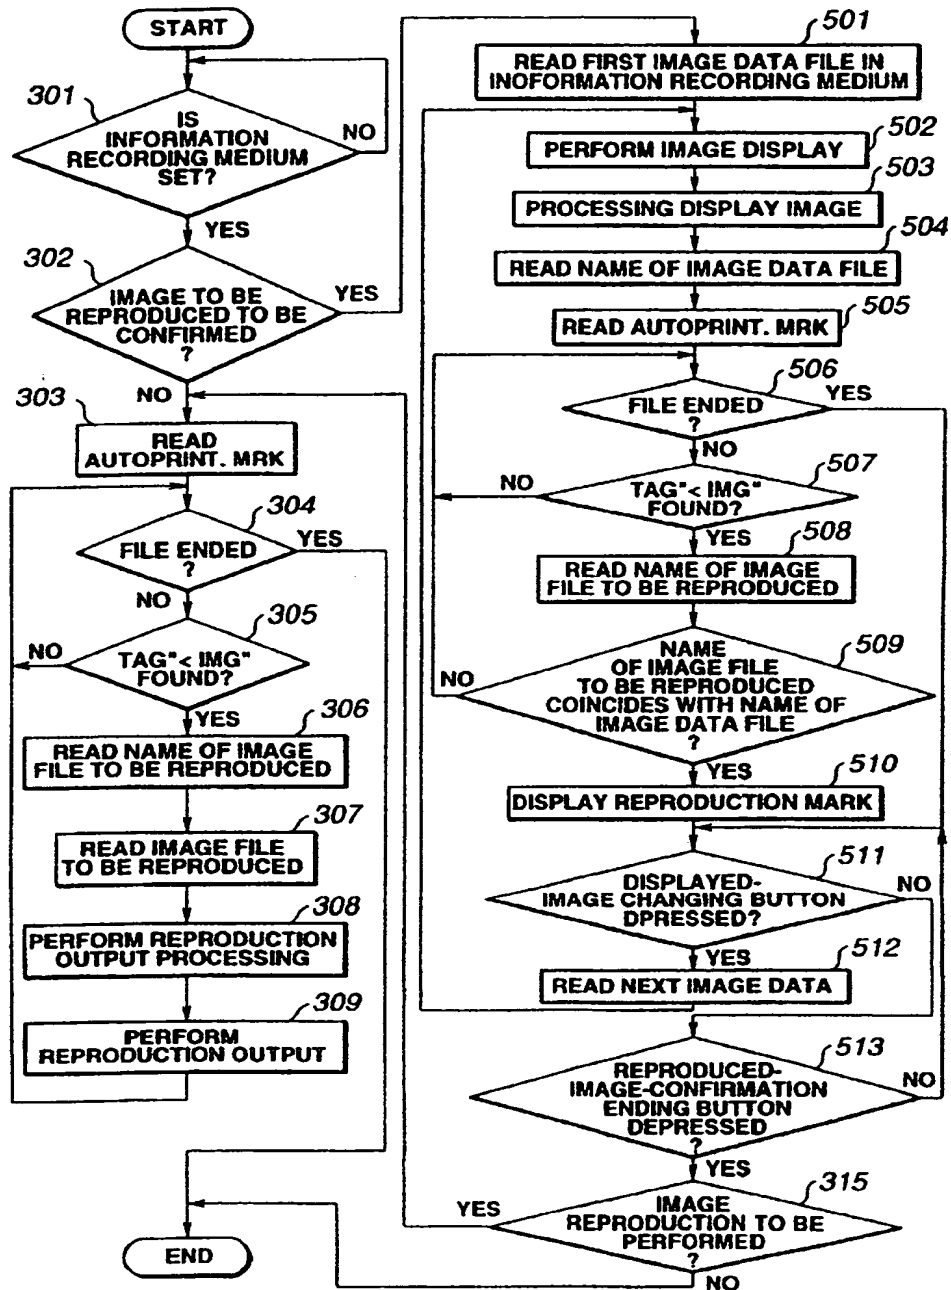 START
301
IS
INFORMATION
RECORDING MEDIUM
SET?
NO
YES
302
IMAGE TO BE
REPRODUCED TO BE
CONFIRMED
?
YES
NO
303
READ
AUTOPRINT. MRK
304
FILE ENDED
?
YES
NO
305
TAG"< IMG"
FOUND?
NO
YES
306
READ NAME OF IMAGE
FILE TO BE REPRODUCED
307
READ IMAGE FILE
TO BE REPRODUCED
308
PERFORM REPRODUCTION
OUTPUT PROCESSING
309
PERFORM
REPRODUCTION OUTPUT
END
501
READ FIRST IMAGE DATA FILE IN
INOFORMATION RECORDING MEDIUM
502
PERFORM IMAGE DISPLAY
503
PROCESSING DISPLAY IMAGE
504
READ NAME OF IMAGE DATA FILE
505
READ AUTOPRINT. MRK
506
FILE ENDED
?
YES
NO
507
TAG"< IMG"
FOUND?
NO
YES
508
READ NAME OF IMAGE
FILE TO BE REPRODUCED
509
NAME
OF IMAGE FILE
TO BE REPRODUCED
COINCIDES WITH NAME OF
IMAGE DATA FILE
?
NO
YES
510
DISPLAY REPRODUCTION MARK
511
DISPLAYED-
IMAGE CHANGING BUTTON
DPRESSED?
NO
YES
512
READ NEXT IMAGE DATA
513
REPRODUCED-
IMAGE-CONFIRMATION
ENDING BUTTON
DEPRESSED
?
NO
YES
315
IMAGE
REPRODUCTION TO BE
PERFORMED
?
YES
NO